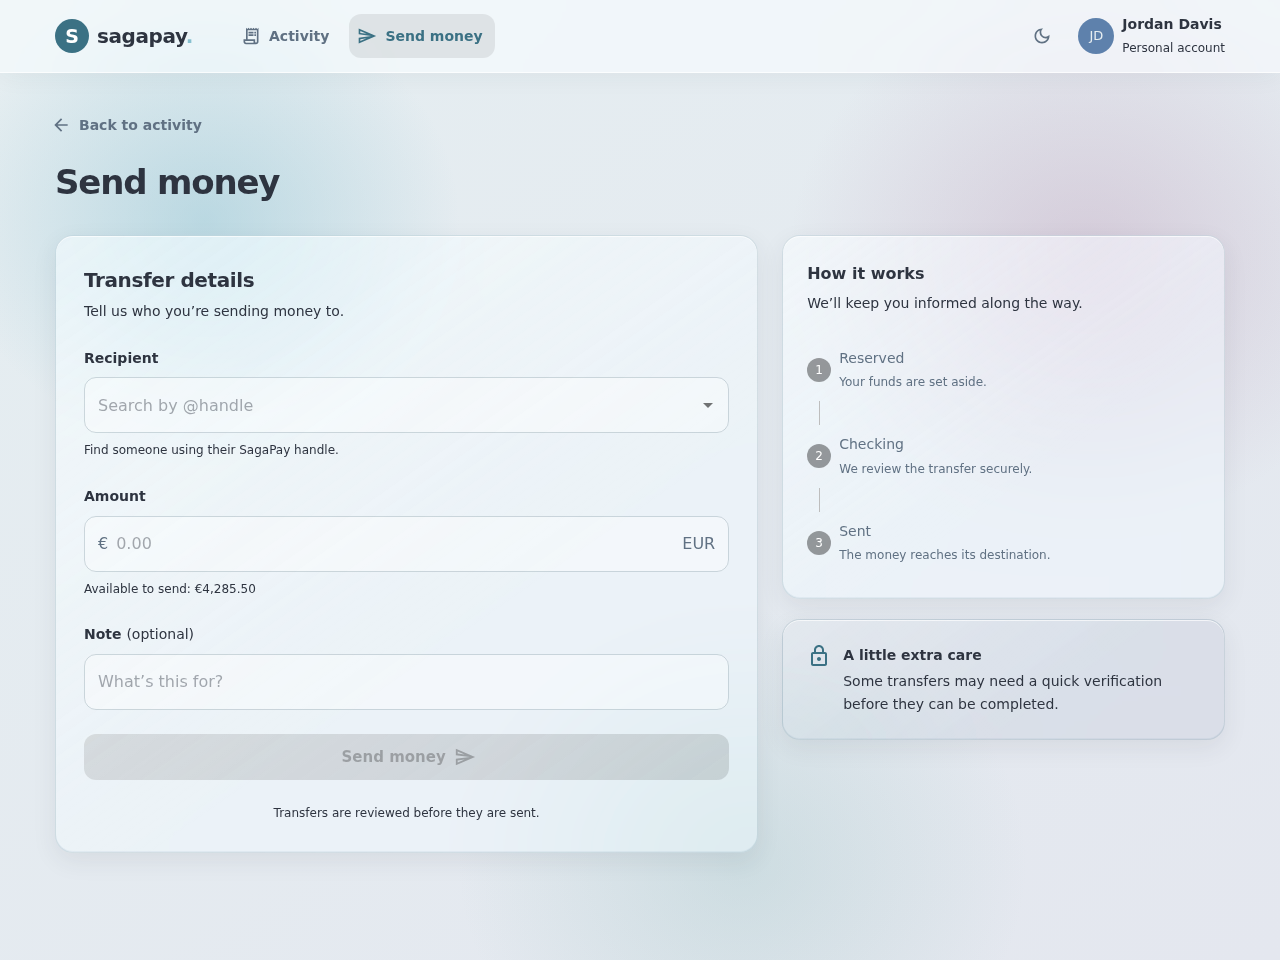 S sagapay.
Activity
Send money
JD
Jordan Davis
Personal account
Back to activity
Send money
Transfer details
Tell us who you’re sending money to.
Recipient
Search by @handle
Find someone using their SagaPay handle.
Amount
€ 0.00 EUR
Available to send: €4,285.50
Note (optional)
What’s this for?
Send money
Transfers are reviewed before they are sent.
How it works
We’ll keep you informed along the way.
1 Reserved
Your funds are set aside.
2 Checking
We review the transfer securely.
3 Sent
The money reaches its destination.
A little extra care
Some transfers may need a quick verification
before they can be completed.